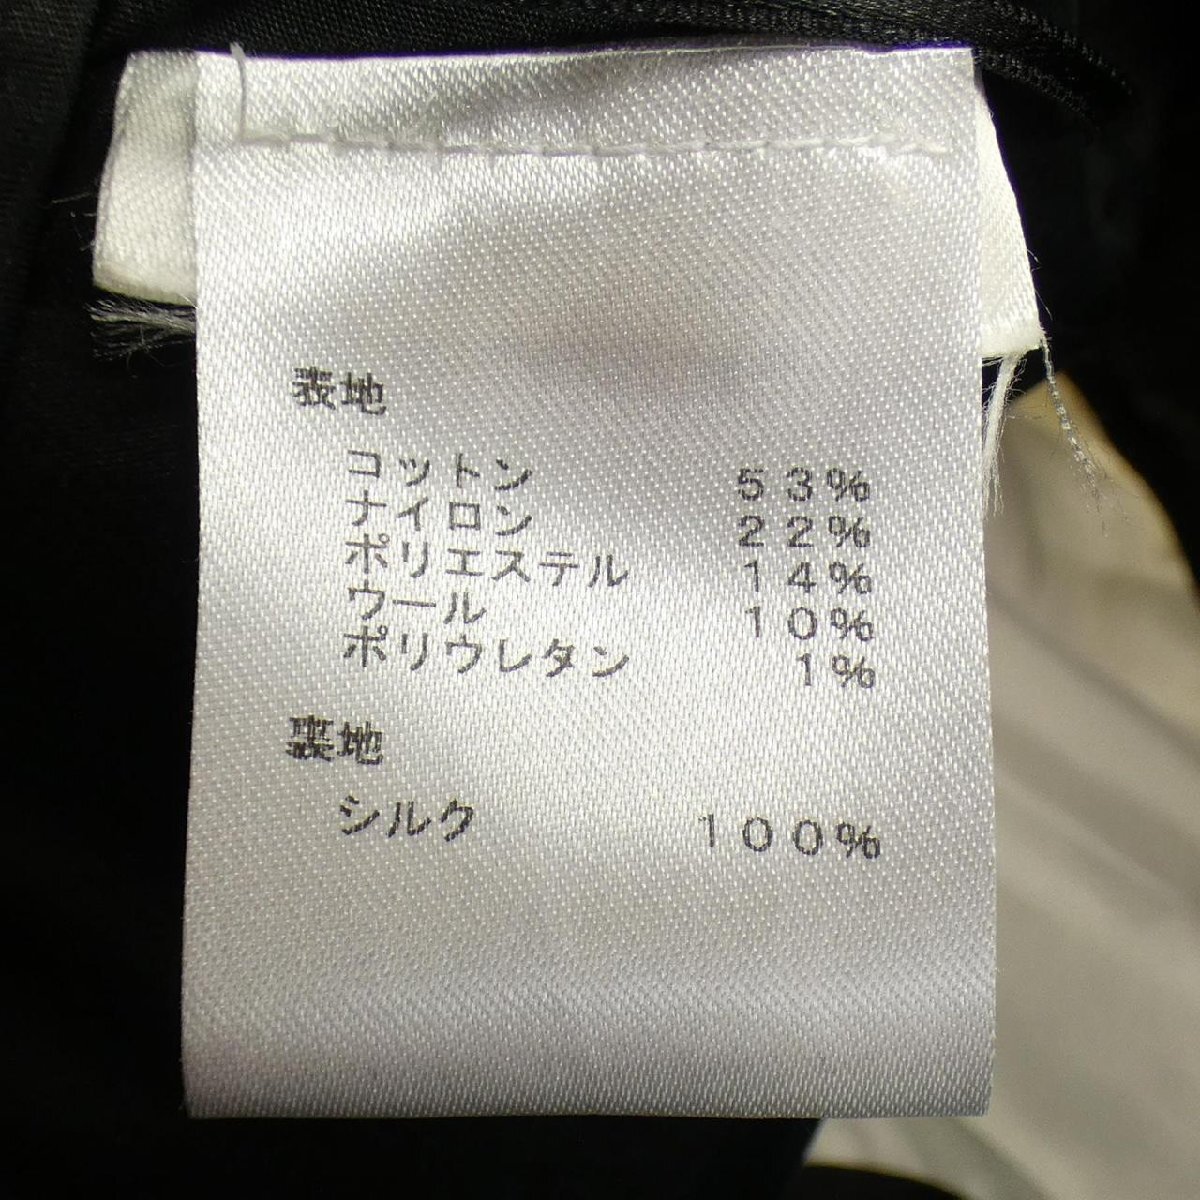 表地
コットン 53%
ナイロン 22%
ポリエステル 14%
ウール 10%
ポリウレタン 1%
裏地
シルク 100%